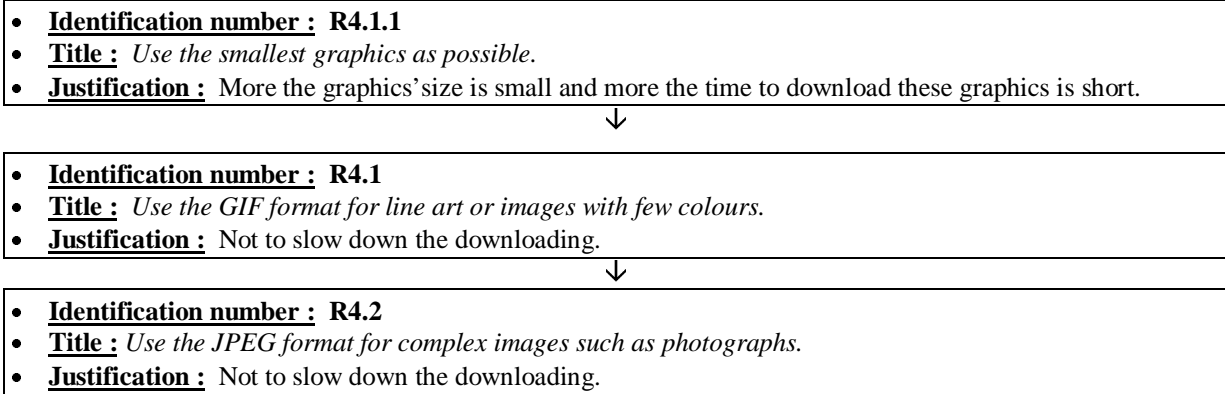 • Identification number : R4.1.1
• Title : Use the smallest graphics as possible.
• Justification : More the graphics'size is small and more the time to download these graphics is short.
↓
• Identification number : R4.1
• Title : Use the GIF format for line art or images with few colours.
• Justification : Not to slow down the downloading.
↓
• Identification number : R4.2
• Title : Use the JPEG format for complex images such as photographs.
• Justification : Not to slow down the downloading.